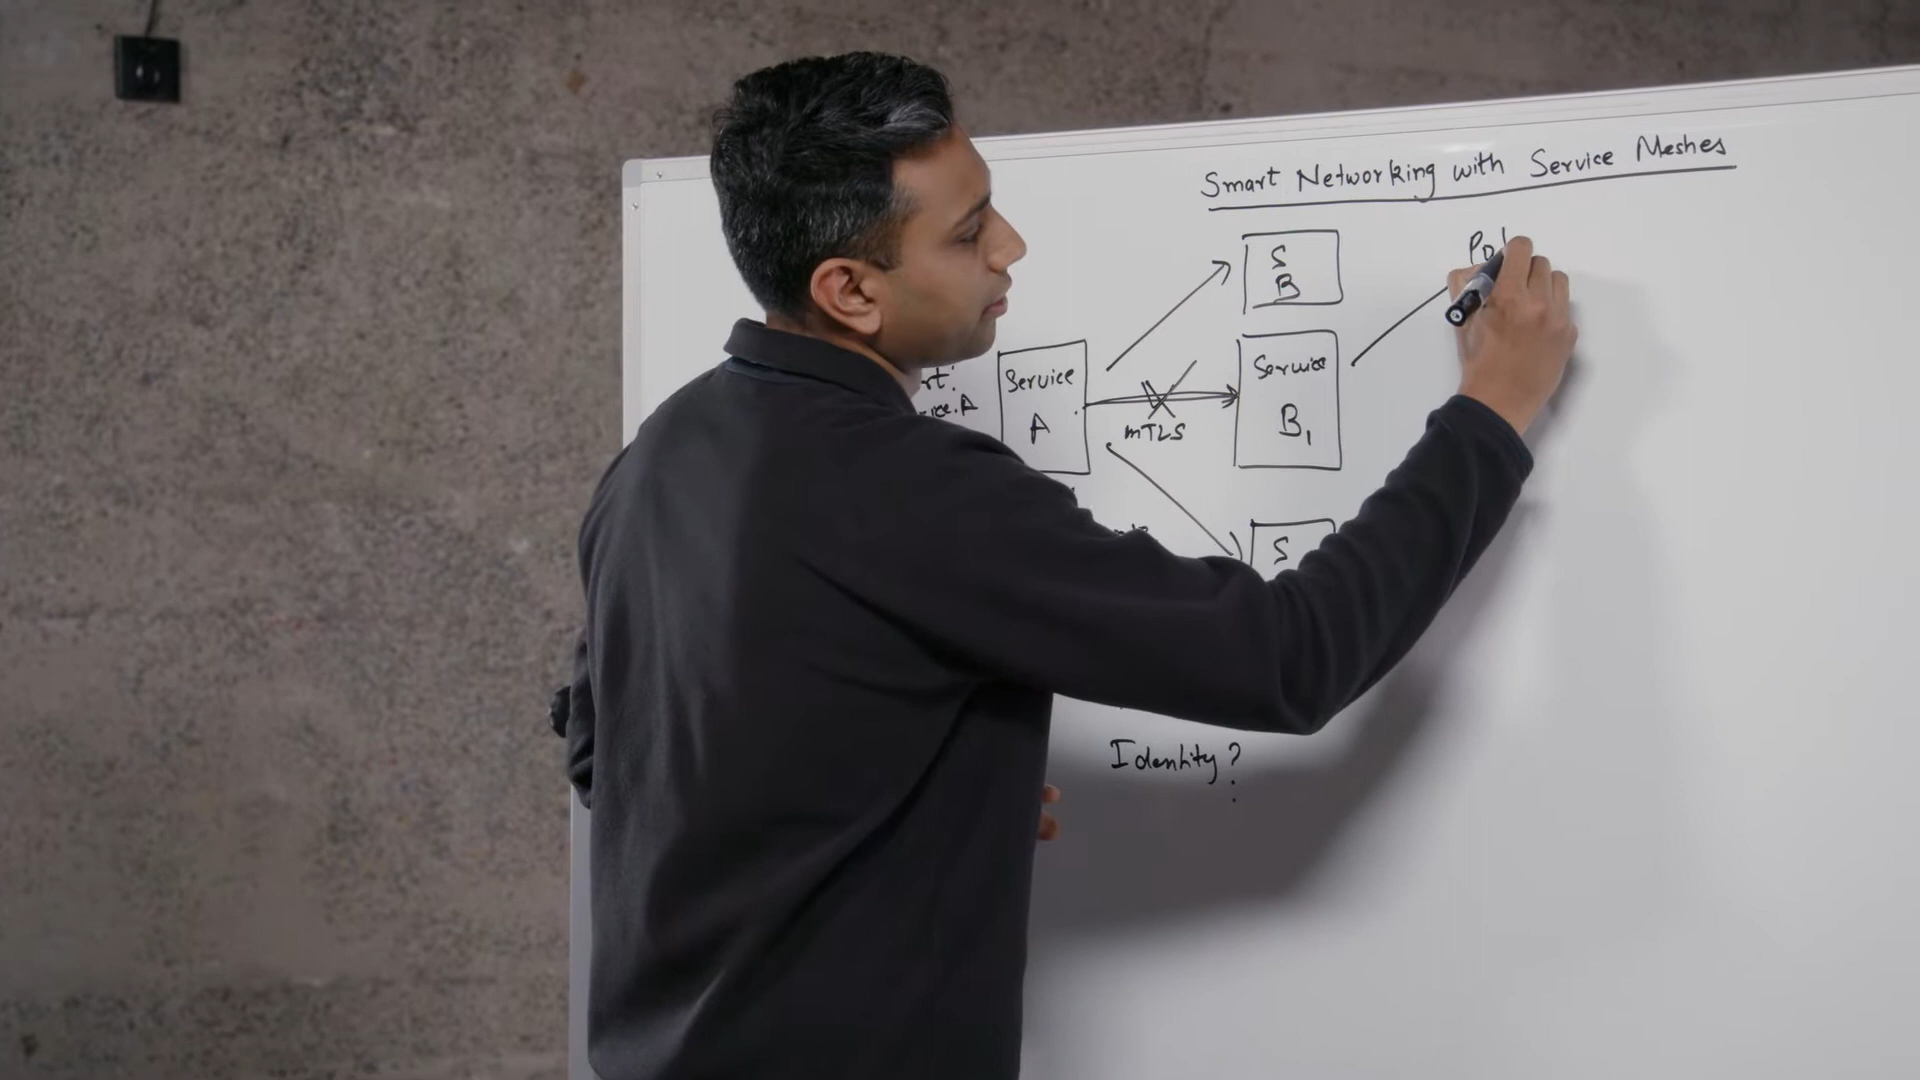 Smart Networking with Service Meshes
S
B
Service
A
mTLS
Service
B1
S
Identity?